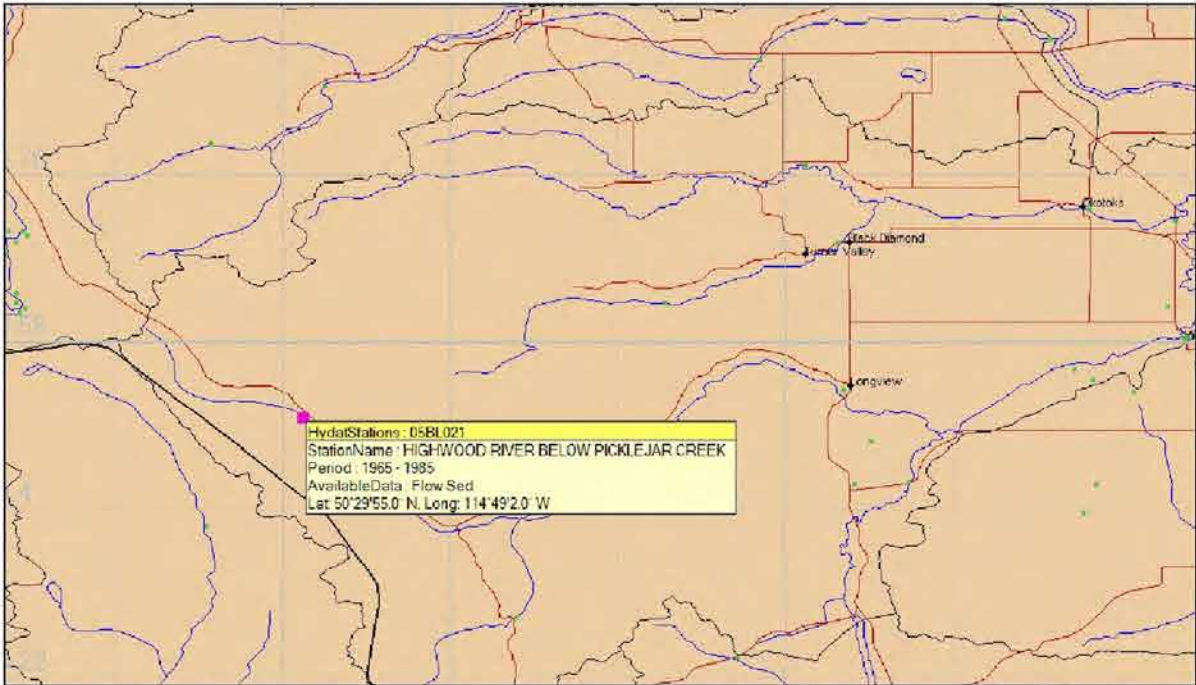 Okotoks
Black Diamond
Turner Valley
Longview
HydatStations : 05BL021
StationName : HIGHWOOD RIVER BELOW PICKLEJAR CREEK
Period : 1965 - 1985
AvailableData : Flow Sed
Lat: 50°29'55.0" N, Long: 114°49'2.0" W